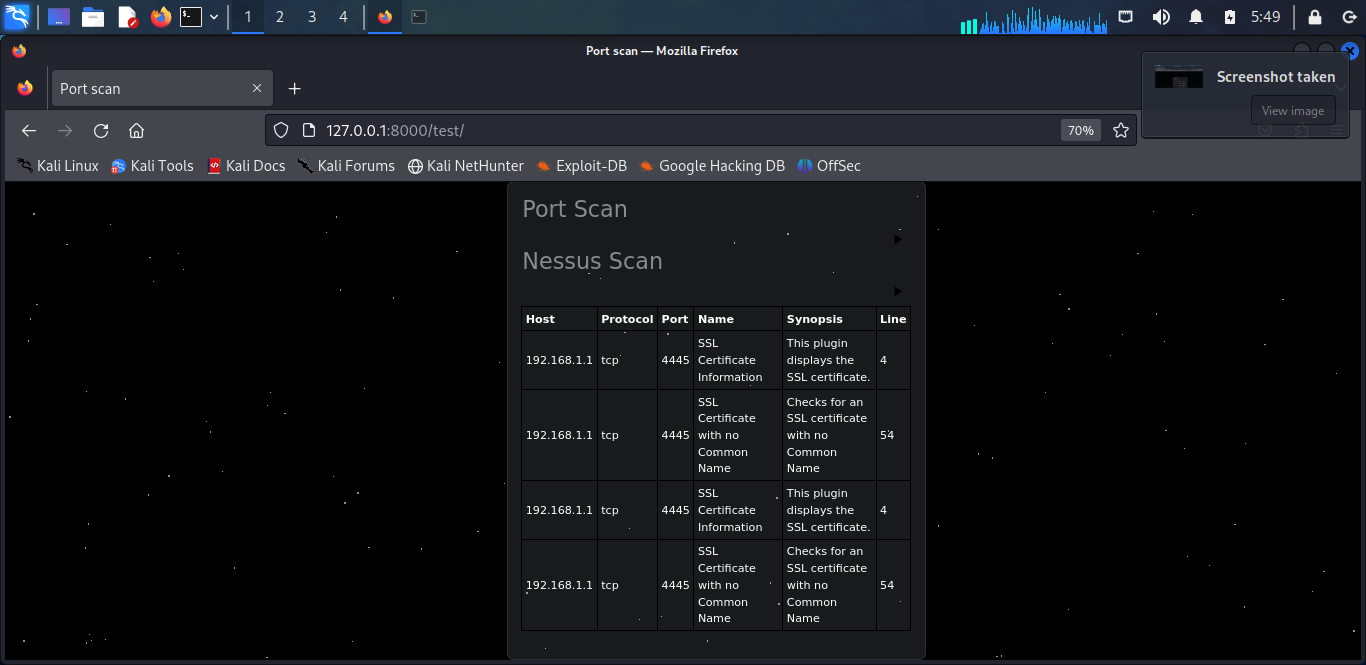 1 2 3 4 5:49
Port scan — Mozilla Firefox
Port scan
Screenshot taken
View image
127.0.0.1:8000/test/ 70%
Kali Linux Kali Tools Kali Docs Kali Forums Kali NetHunter Exploit-DB Google Hacking DB OffSec
Port Scan
Nessus Scan
Host Protocol Port Name Synopsis Line
192.168.1.1 tcp 4445 SSL Certificate Information This plugin displays the SSL certificate. 4
192.168.1.1 tcp 4445 SSL Certificate with no Common Name Checks for an SSL certificate with no Common Name 54
192.168.1.1 tcp 4445 SSL Certificate Information This plugin displays the SSL certificate. 4
192.168.1.1 tcp 4445 SSL Certificate with no Common Name Checks for an SSL certificate with no Common Name 54